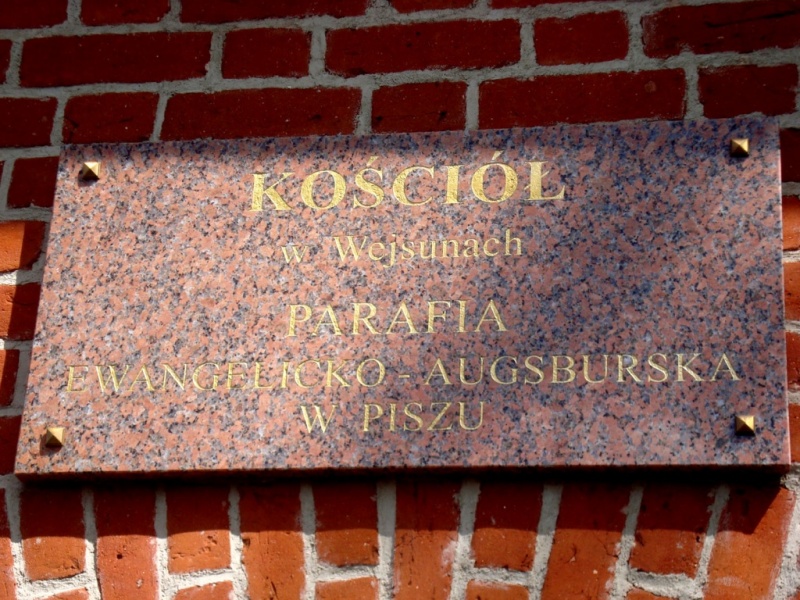 KOŚCIÓŁ
w Wejsunach
PARAFIA
EWANGELICKO - AUGSBURSKA
W PISZU